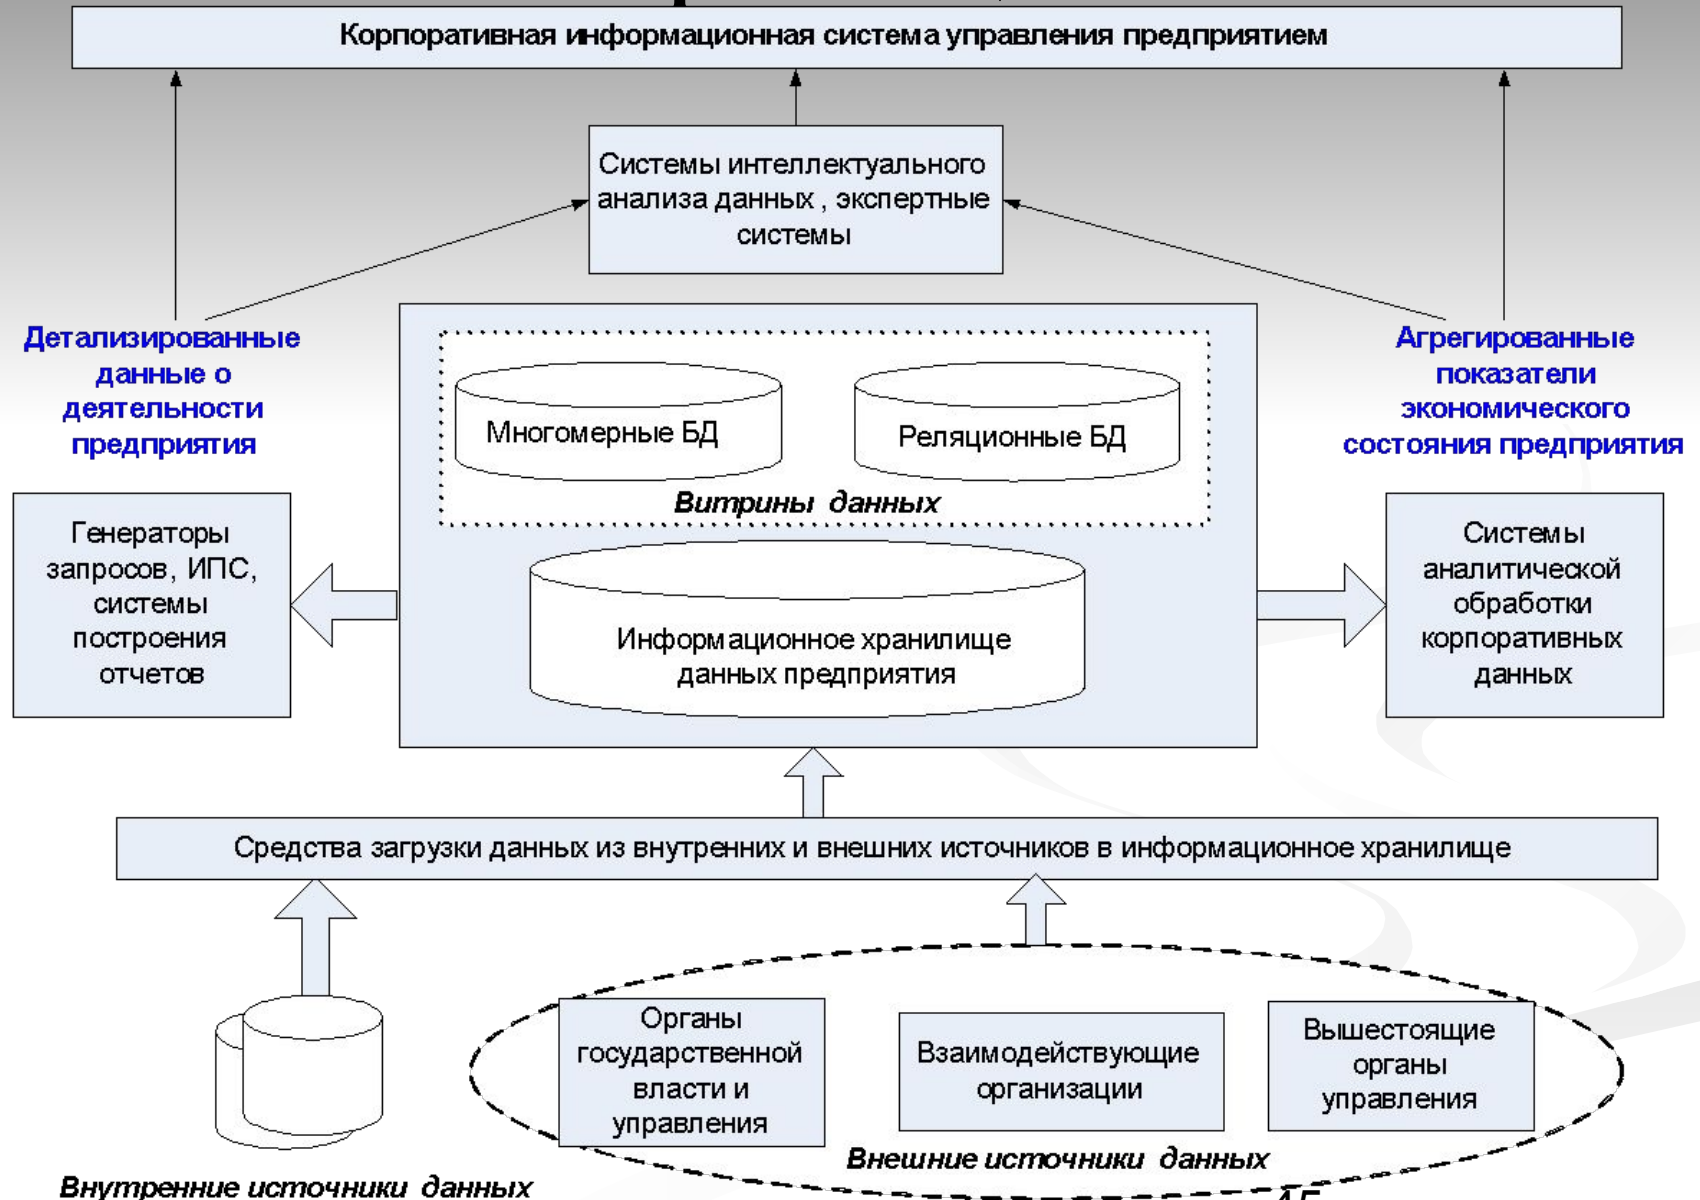 Корпоративная информационная система управления предприятием
Системы интеллектуального
анализа данных , экспертные
системы
Детализированные
данные о
деятельности
предприятия
Агрегированные
показатели
экономического
состояния предприятия
Многомерные БД
Реляционные БД
Витрины данных
Генераторы
запросов, ИПС,
системы
построения
отчетов
Информационное хранилище
данных предприятия
Системы
аналитической
обработки
корпоративных
данных
Средства загрузки данных из внутренних и внешних источников в информационное хранилище
Органы
государственной
власти и
управления
Взаимодействующие
организации
Вышестоящие
органы
управления
Внешние источники данных
Внутренние источники данных